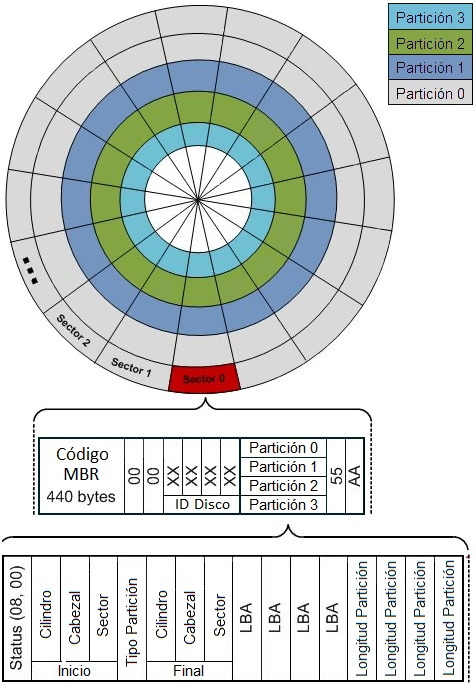 Partición 3
Partición 2
Partición 1
Partición 0
Sector 2
Sector 1
Sector 0
Código
MBR
440 bytes
00
00
XX
XX
XX
XX
ID Disco
Partición 0
Partición 1
Partición 2
Partición 3
55
AA
Status (08, 00)
Cilindro
Cabezal
Sector
Inicio
Tipo Partición
Cilindro
Cabezal
Sector
Final
LBA
LBA
LBA
LBA
Longitud Partición
Longitud Partición
Longitud Partición
Longitud Partición